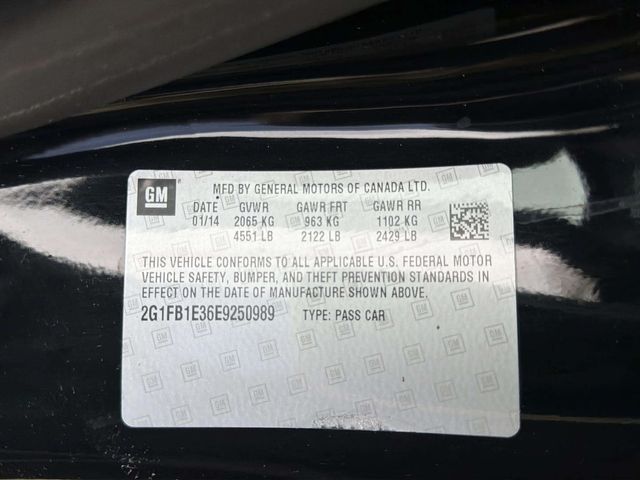 GM MFD BY GENERAL MOTORS OF CANADA LTD.
DATE GVWR GAWR FRT GAWR RR
01/14 2065 KG 963 KG 1102 KG
4551 LB 2122 LB 2429 LB
THIS VEHICLE CONFORMS TO ALL APPLICABLE U.S. FEDERAL MOTOR
VEHICLE SAFETY, BUMPER, AND THEFT PREVENTION STANDARDS IN
EFFECT ON THE DATE OF MANUFACTURE SHOWN ABOVE.
2G1FB1E36E9250989 TYPE: PASS CAR